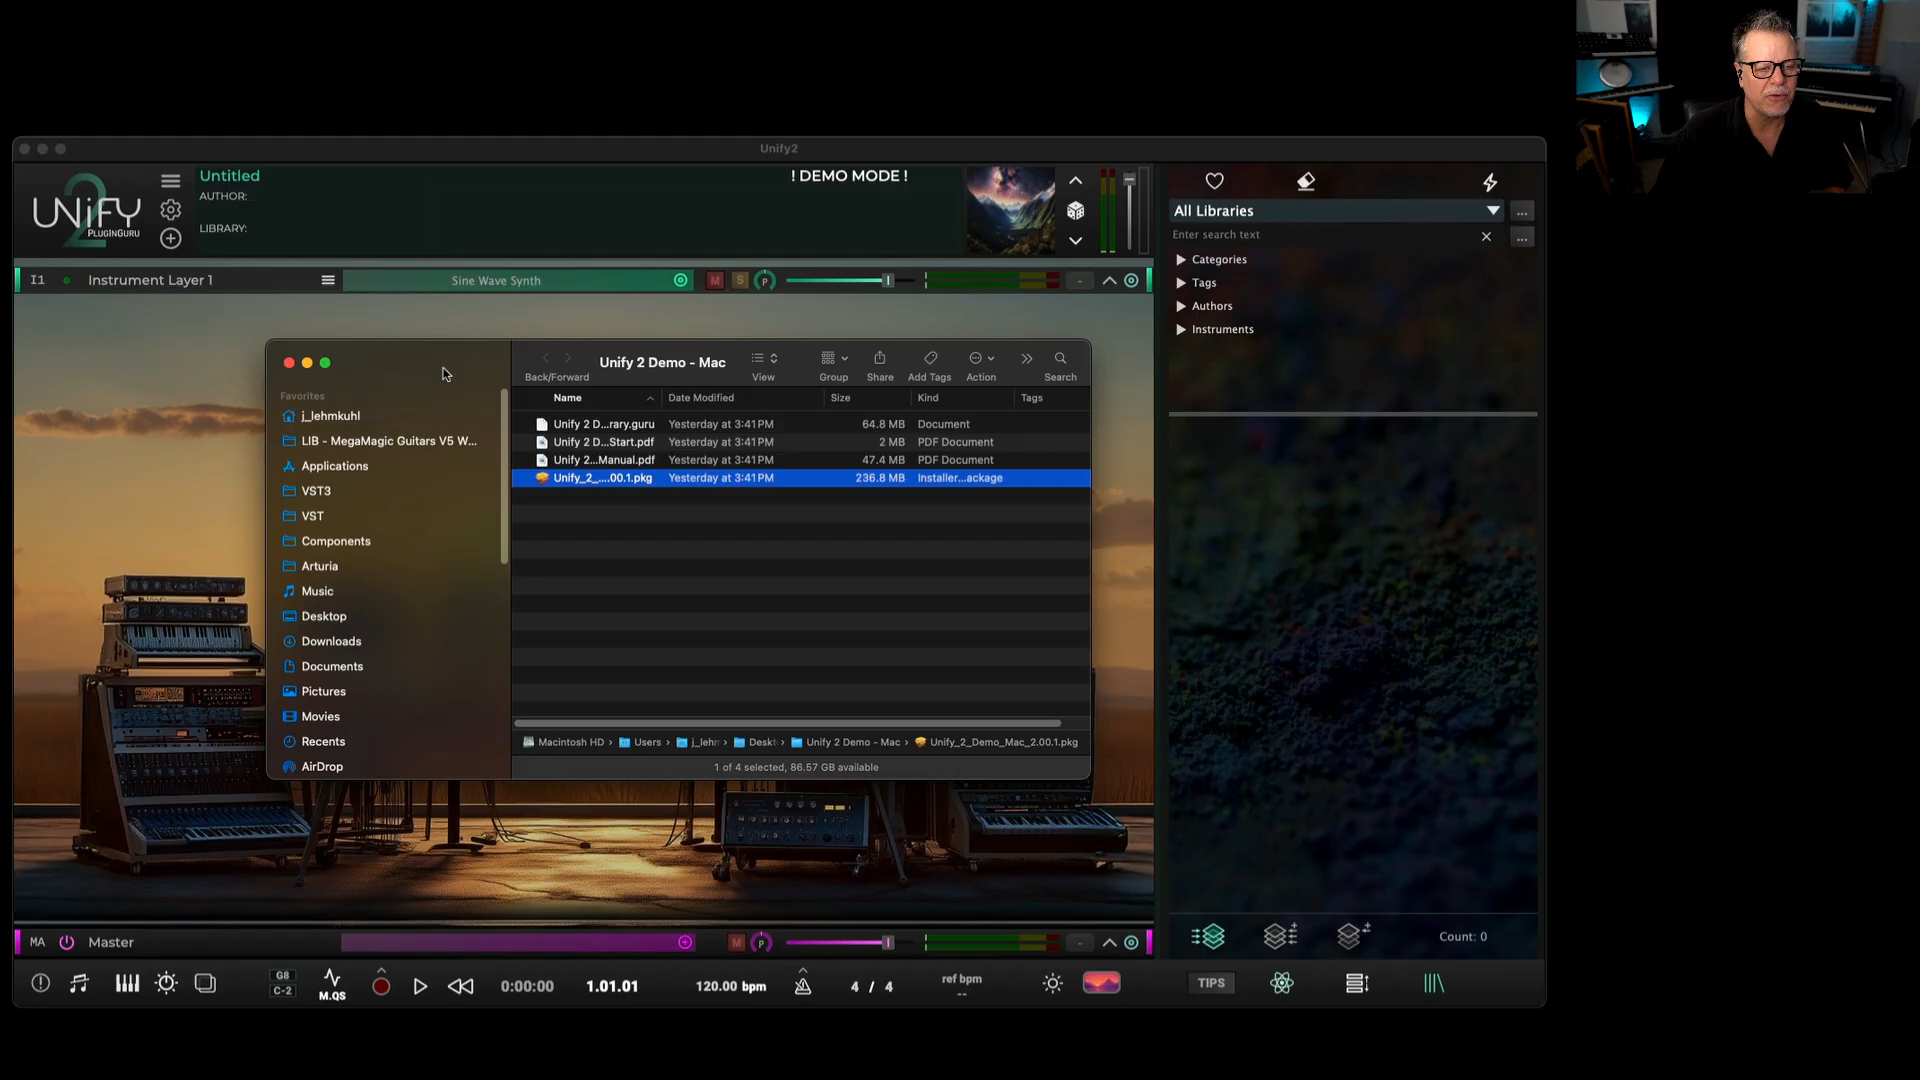 Unify2
UNiFY
2
PLUGINGURU
Untitled
AUTHOR:
LIBRARY:
! DEMO MODE !
I1 Instrument Layer 1 Sine Wave Synth M S P -
All Libraries ...
Enter search text ...
Categories
Tags
Authors
Instruments
Back/Forward Unify 2 Demo - Mac View Group Share Add Tags Action Search
Favorites
j_lehmkuhl
LIB - MegaMagic Guitars V5 W...
Applications
VST3
VST
Components
Arturia
Music
Desktop
Downloads
Documents
Pictures
Movies
Recents
AirDrop
Name Date Modified Size Kind Tags
Unify 2 D...rary.guru Yesterday at 3:41 PM 64.8 MB Document
Unify 2 D...Start.pdf Yesterday at 3:41 PM 2 MB PDF Document
Unify 2...Manual.pdf Yesterday at 3:41 PM 47.4 MB PDF Document
Unify_2_....00.1.pkg Yesterday at 3:41 PM 236.8 MB Installer...ackage
Macintosh HD › Users › j_lehn › Deskt › Unify 2 Demo - Mac › Unify_2_Demo_Mac_2.00.1.pkg
1 of 4 selected, 86.57 GB available
MA Master M P -
Count: 0
G8
C-2
M.QS
0:00:00 1.01.01 120.00 bpm 4 / 4
ref bpm
--
TIPS